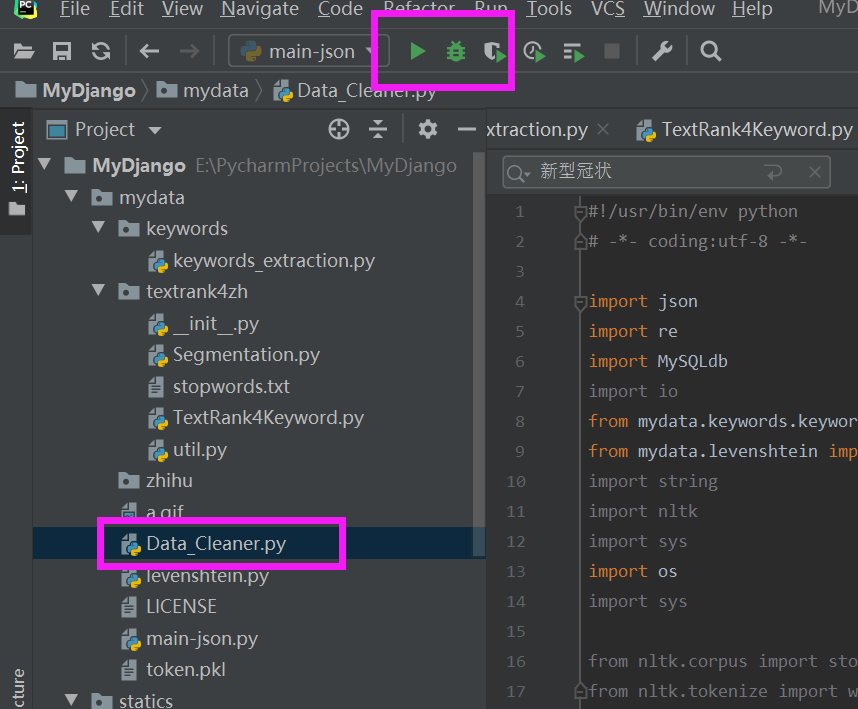 PC File Edit View Navigate Code Refactor Run Tools VCS Window Help MyD
main-json
MyDjango mydata Data_Cleaner.py
1: Project
Project
xtraction.py TextRank4Keyword.py
MyDjango E:\PycharmProjects\MyDjango
新型冠状
mydata
keywords
keywords_extraction.py
textrank4zh
__init__.py
Segmentation.py
stopwords.txt
TextRank4Keyword.py
util.py
zhihu
a.gif
Data_Cleaner.py
levenshtein.py
LICENSE
main-json.py
token.pkl
statics
cture
1 #!/usr/bin/env python
2 # -*- coding:utf-8 -*-
3
4 import json
5 import re
6 import MySQLdb
7 import io
8 from mydata.keywords.keywor
9 from mydata.levenshtein imp
10 import string
11 import nltk
12 import sys
13 import os
14 import sys
15
16 from nltk.corpus import sto
17 from nltk.tokenize import w